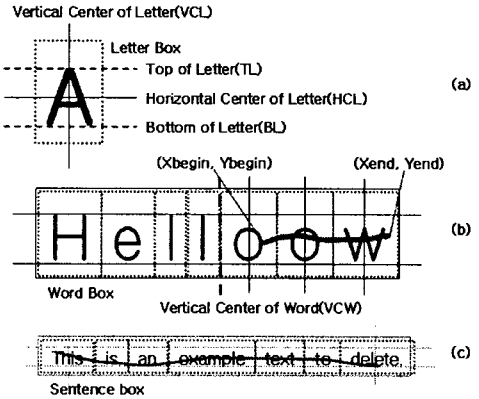 Vertical Center of Letter(VCL)
Letter Box
A
Top of Letter(TL)
Horizontal Center of Letter(HCL)
Bottom of Letter(BL)
(a)
(Xbegin, Ybegin) (Xend, Yend)
Helloow
(b)
Word Box
Vertical Center of Word(VCW)
This is an example text to delete.
(c)
Sentence box